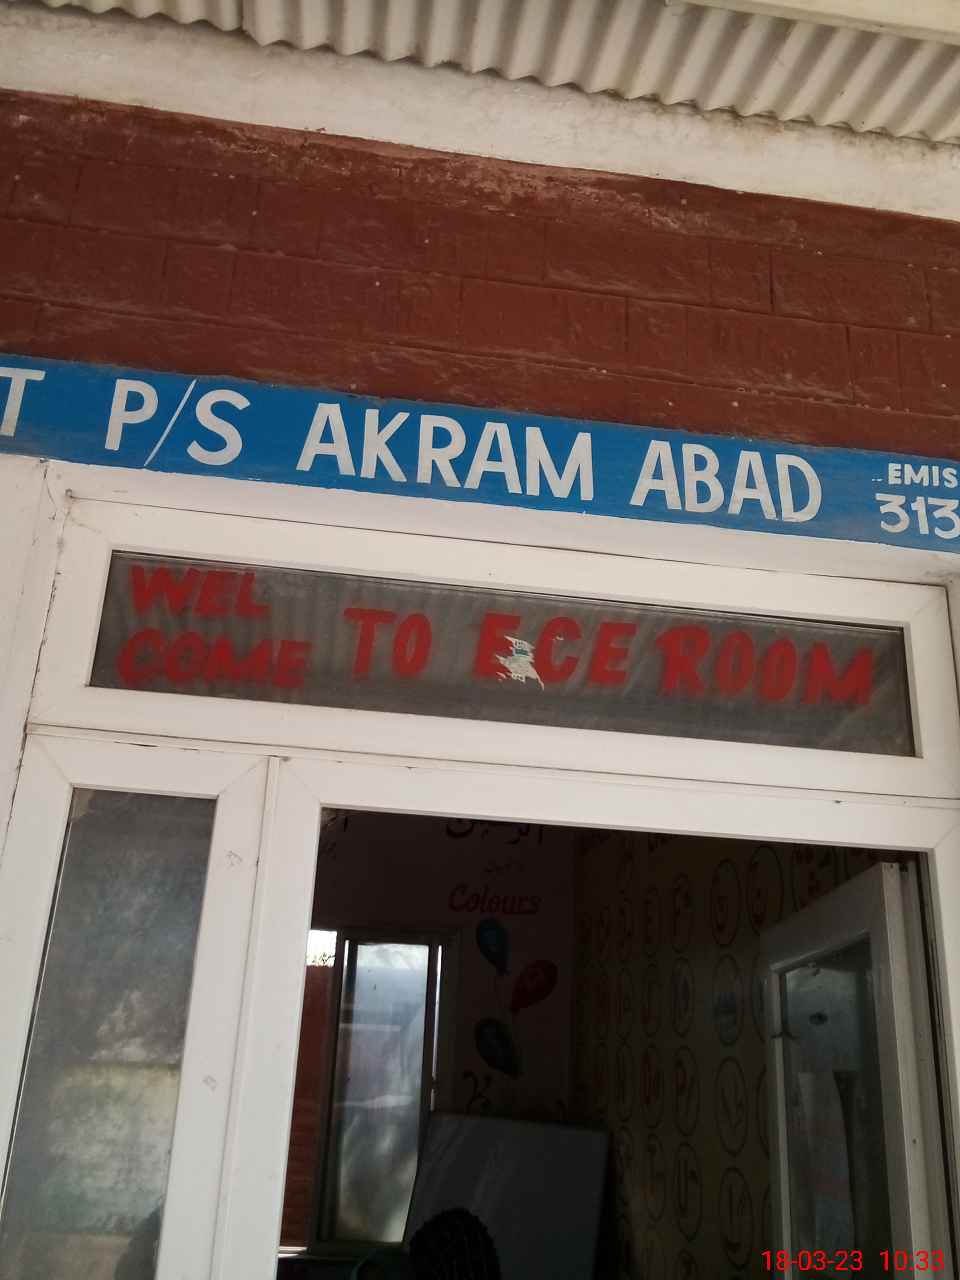 T P/S AKRAM ABAD
EMIS
313
WEL
COME
TO ECE ROOM
Colours
18-03-23 10:33